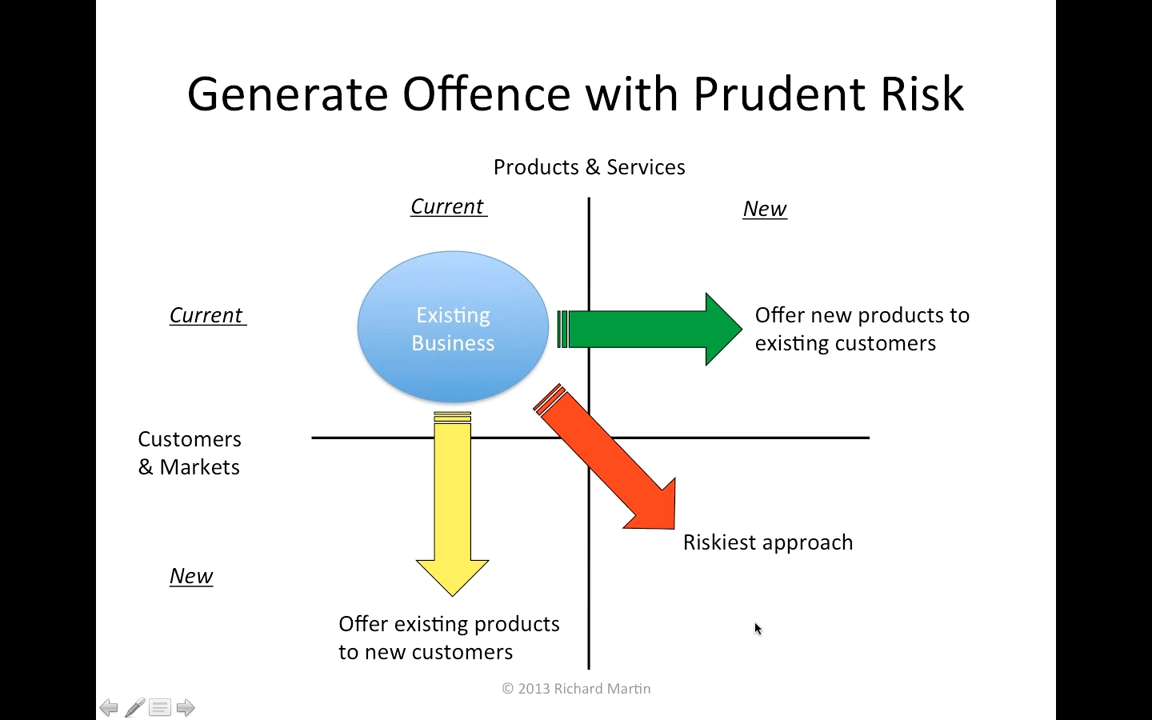 Generate Offence with Prudent Risk
Products & Services
Current
New
Current
Existing
Business
Offer new products to
existing customers
Customers
& Markets
Riskiest approach
New
Offer existing products
to new customers
© 2013 Richard Martin